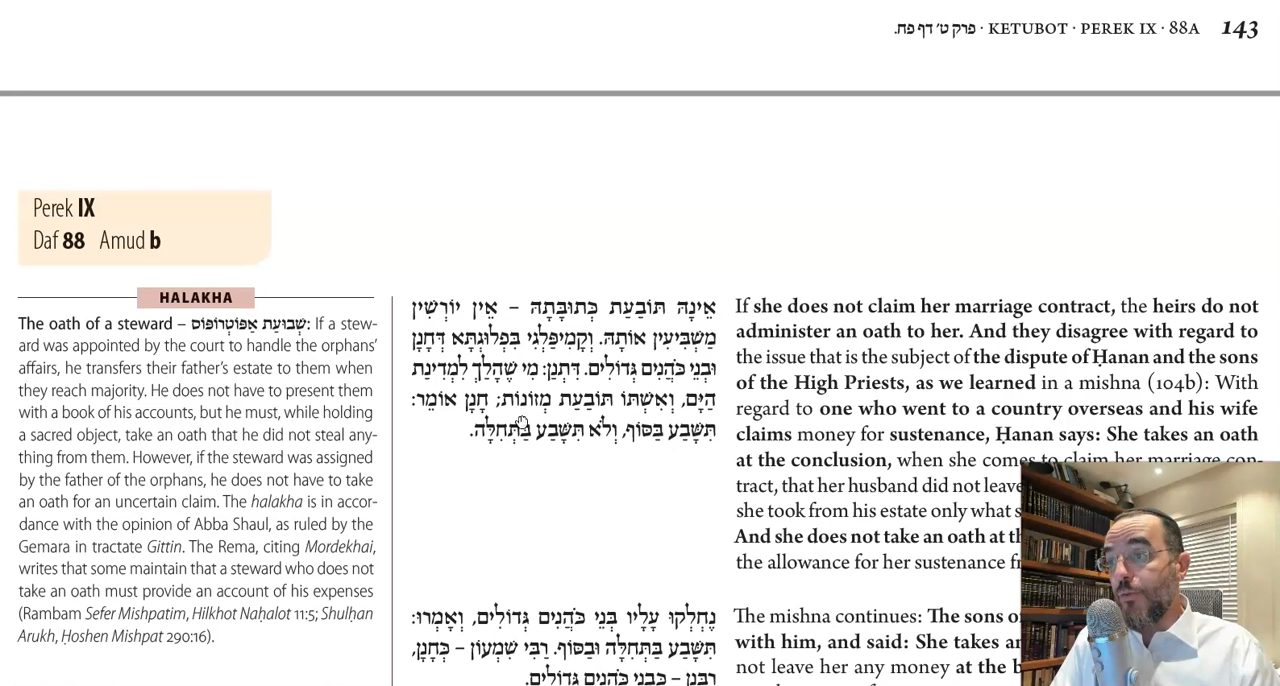 143 KETUBOT · PEREK IX · 88A · פרק ט׳ דף פח.
Perek IX
Daf 88 Amud b
HALAKHA
The oath of a steward – שְׁבוּעַת אַפּוֹטְרוֹפּוֹס: If a stew-
ard was appointed by the court to handle the orphans’
affairs, he transfers their father’s estate to them when
they reach majority. He does not have to present them
with a book of his accounts, but he must, while holding
a sacred object, take an oath that he did not steal any-
thing from them. However, if the steward was assigned
by the father of the orphans, he does not have to take
an oath for an uncertain claim. The halakha is in accor-
dance with the opinion of Abba Shaul, as ruled by the
Gemara in tractate Gittin. The Rema, citing Mordekhai,
writes that some maintain that a steward who does not
take an oath must provide an account of his expenses
(Rambam Sefer Mishpatim, Hilkhot Naḥalot 11:5; Shulḥan
Arukh, Ḥoshen Mishpat 290:16).
אֵינָהּ תּוֹבַעַת כְּתוּבָּתָהּ – אֵין יוֹרְשִׁין
מַשְׁבִּיעִין אוֹתָהּ. וְקָמִיפַּלְגִי בִּפְלוּגְתָּא דְּחָנָן
וּבְנֵי כֹּהֲנִים גְּדוֹלִים. דִּתְנַן: מִי שֶׁהָלַךְ לִמְדִינַת
הַיָּם, וְאִשְׁתּוֹ תּוֹבַעַת מְזוֹנוֹת; חָנָן אוֹמֵר:
תִּשָּׁבַע בַּסּוֹף, וְלֹא תִּשָּׁבַע בַּתְּחִלָּה.
נֶחְלְקוּ עָלָיו בְּנֵי כֹּהֲנִים גְּדוֹלִים, וְאָמְרוּ:
תִּשָּׁבַע בַּתְּחִלָּה וּבַסּוֹף. רַבִּי שִׁמְעוֹן – כְּחָנָן,
רַבָּנַן – כִּבְנֵי כֹּהֲנִים גְּדוֹלִים.
If she does not claim her marriage contract, the heirs do not
administer an oath to her. And they disagree with regard to
the issue that is the subject of the dispute of Ḥanan and the sons
of the High Priests, as we learned in a mishna (104b): With
regard to one who went to a country overseas and his wife
claims money for sustenance, Ḥanan says: She takes an oath
at the conclusion, when she comes to claim her marriage con-
tract, that her husband did not leave
she took from his estate only what
And she does not take an oath at
the allowance for her sustenance
The mishna continues: The sons
with him, and said: She takes
not leave her any money at the